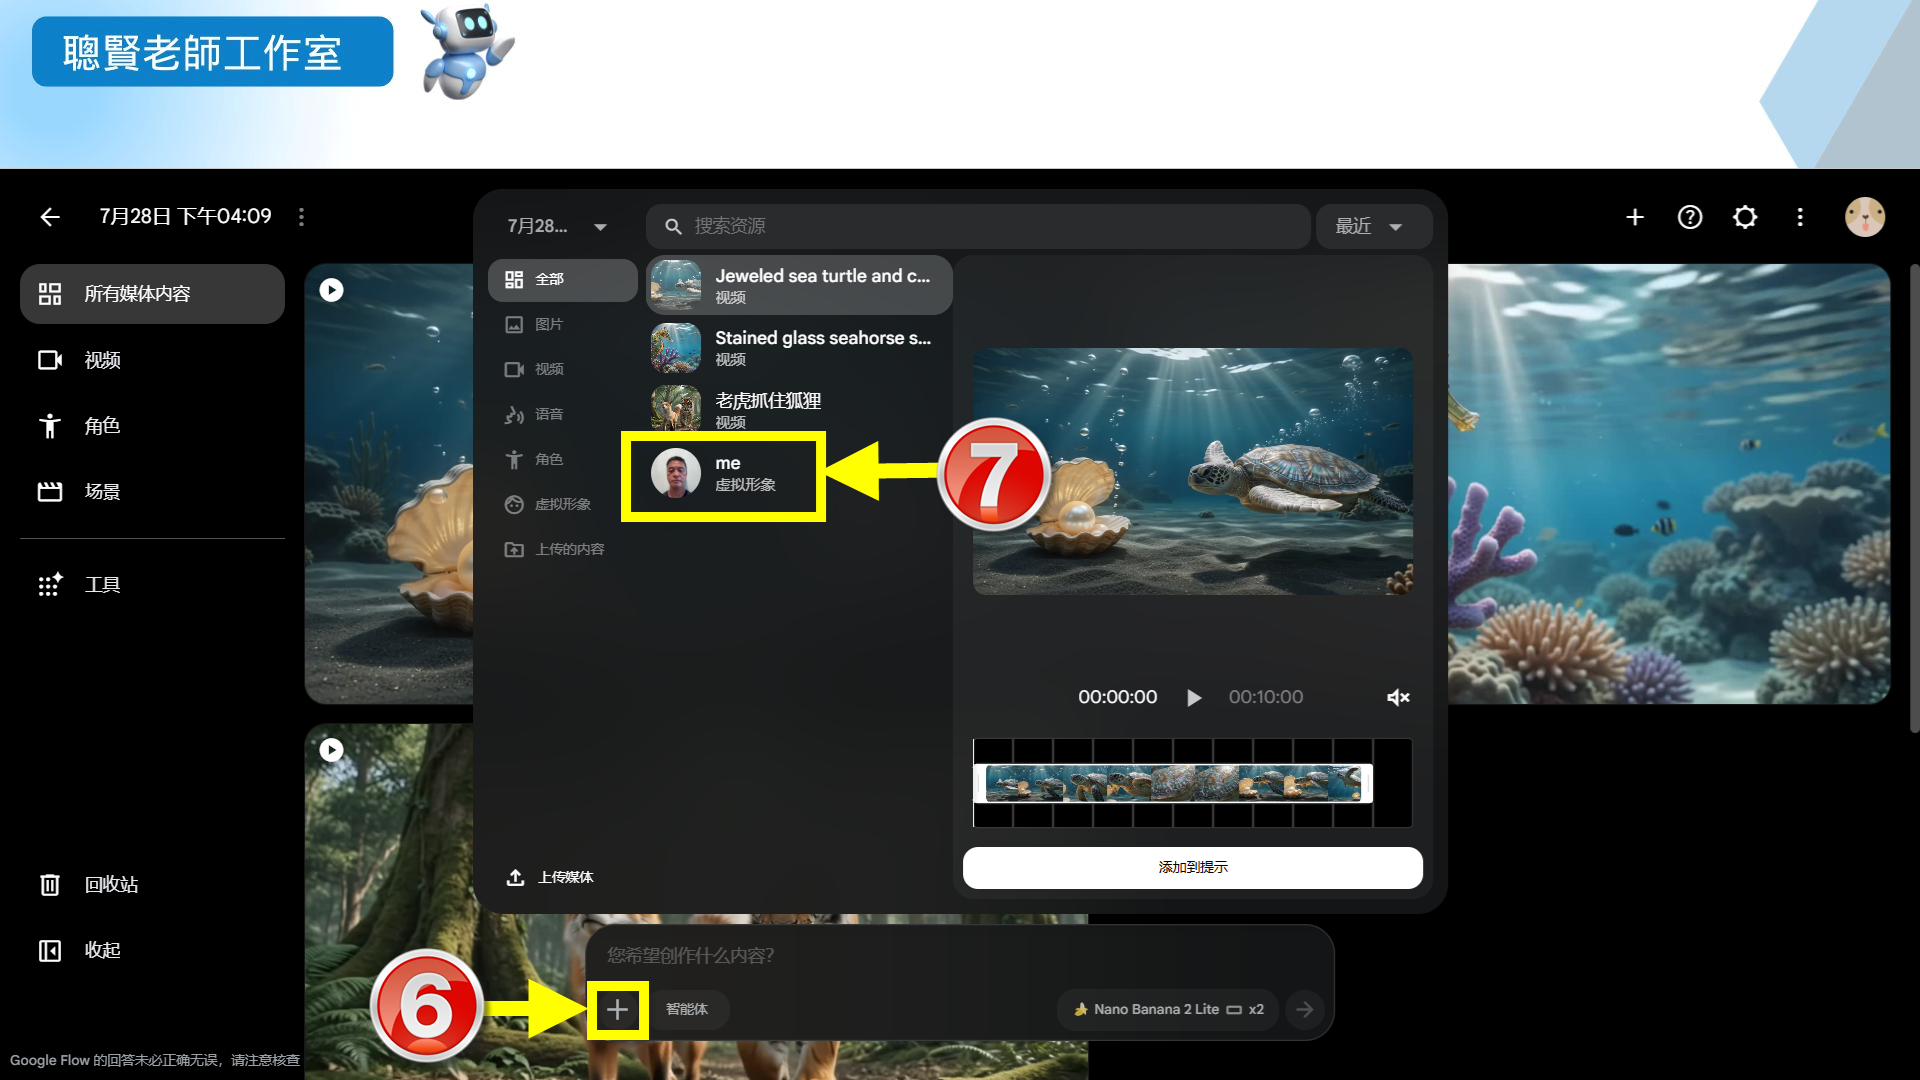 聰賢老師工作室
7月28日 下午04:09
所有媒体内容
视频
角色
场景
工具
回收站
收起
Google Flow 的回答未必正确无误，请注意核查
7月28...
搜索资源
最近
全部
图片
视频
语音
角色
虚拟形象
上传的内容
上传媒体
Jeweled sea turtle and c...
视频
Stained glass seahorse s...
视频
老虎抓住狐狸
视频
me
虚拟形象
7
00:00:00
00:10:00
添加到提示
您希望创作什么内容？
6
智能体
Nano Banana 2 Lite
x2